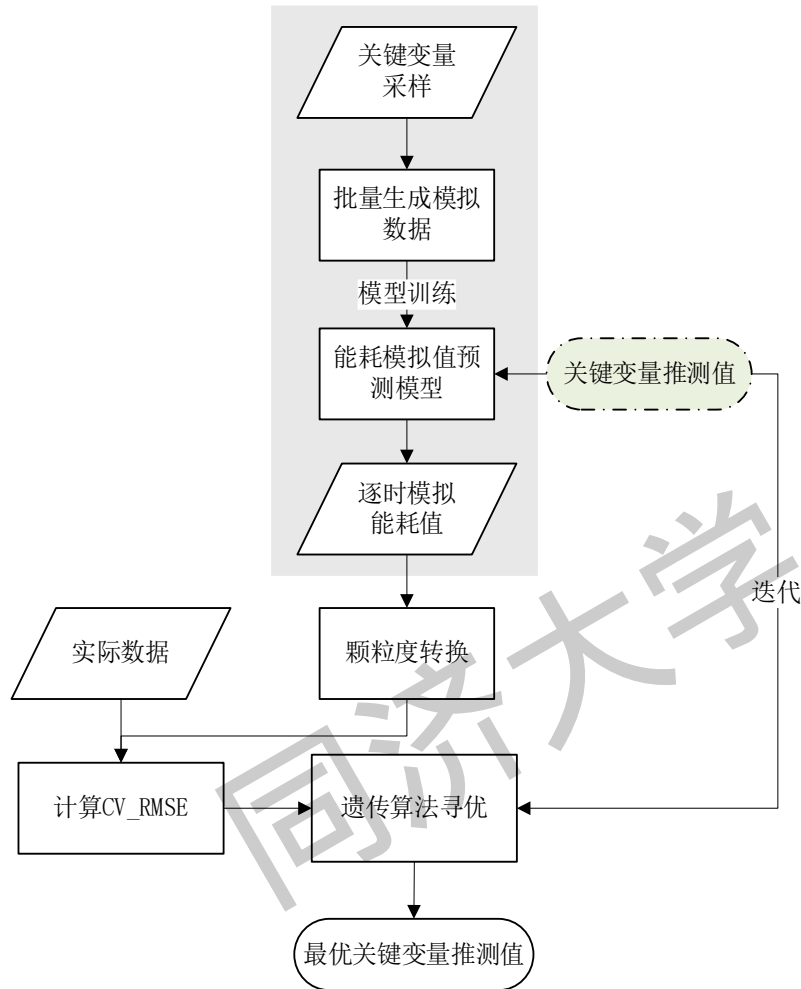 关键变量
采样
批量生成模拟
数据
模型训练
能耗模拟值预
测模型
关键变量推测值
逐时模拟
能耗值
迭代
实际数据
颗粒度转换
计算CV_RMSE
遗传算法寻优
最优关键变量推测值
同济大学